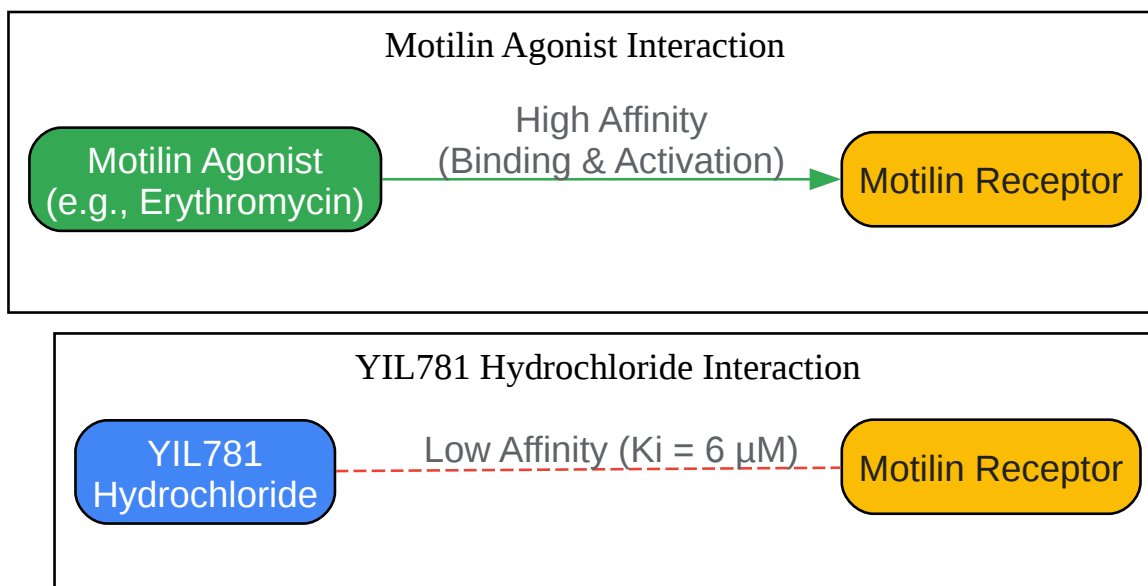 Motilin Agonist Interaction
High Affinity
(Binding & Activation)
Motilin Agonist
(e.g., Erythromycin)
Motilin Receptor
YIL781 Hydrochloride Interaction
YIL781
Hydrochloride
Low Affinity (Ki = 6 µM)
Motilin Receptor